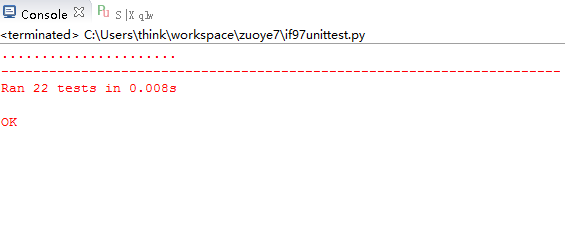 Console
<terminated> C:\Users\think\workspace\zuoye7\if97unittest.py
......................
----------------------------------------------------------------------
Ran 22 tests in 0.008s
OK